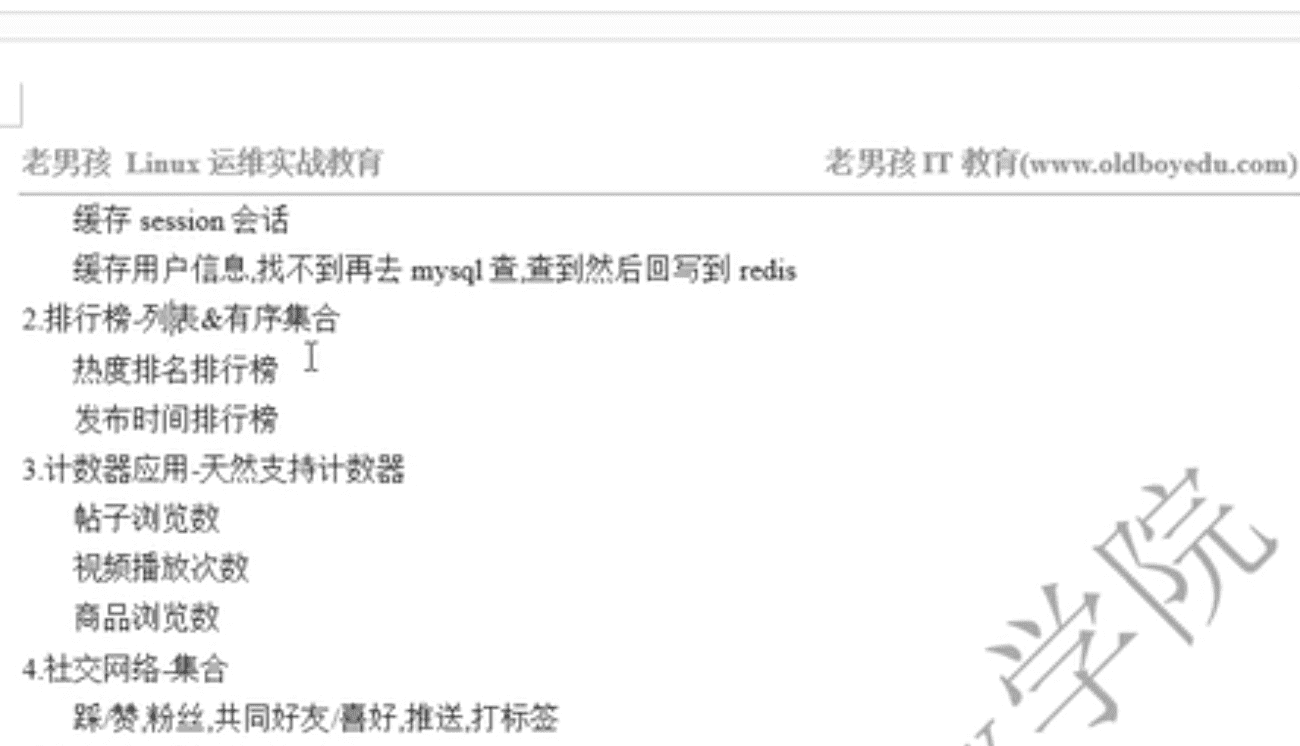 老男孩 Linux 运维实战教育 老男孩 IT 教育(www.oldboyedu.com)
缓存 session 会话
缓存用户信息,找不到再去 mysql 查,查到然后回写到 redis
2.排行榜-列表&有序集合
热度排名排行榜
发布时间排行榜
3.计数器应用-天然支持计数器
帖子浏览数
视频播放次数
商品浏览数
4.社交网络-集合
踩/赞,粉丝,共同好友/喜好,推送,打标签
学院